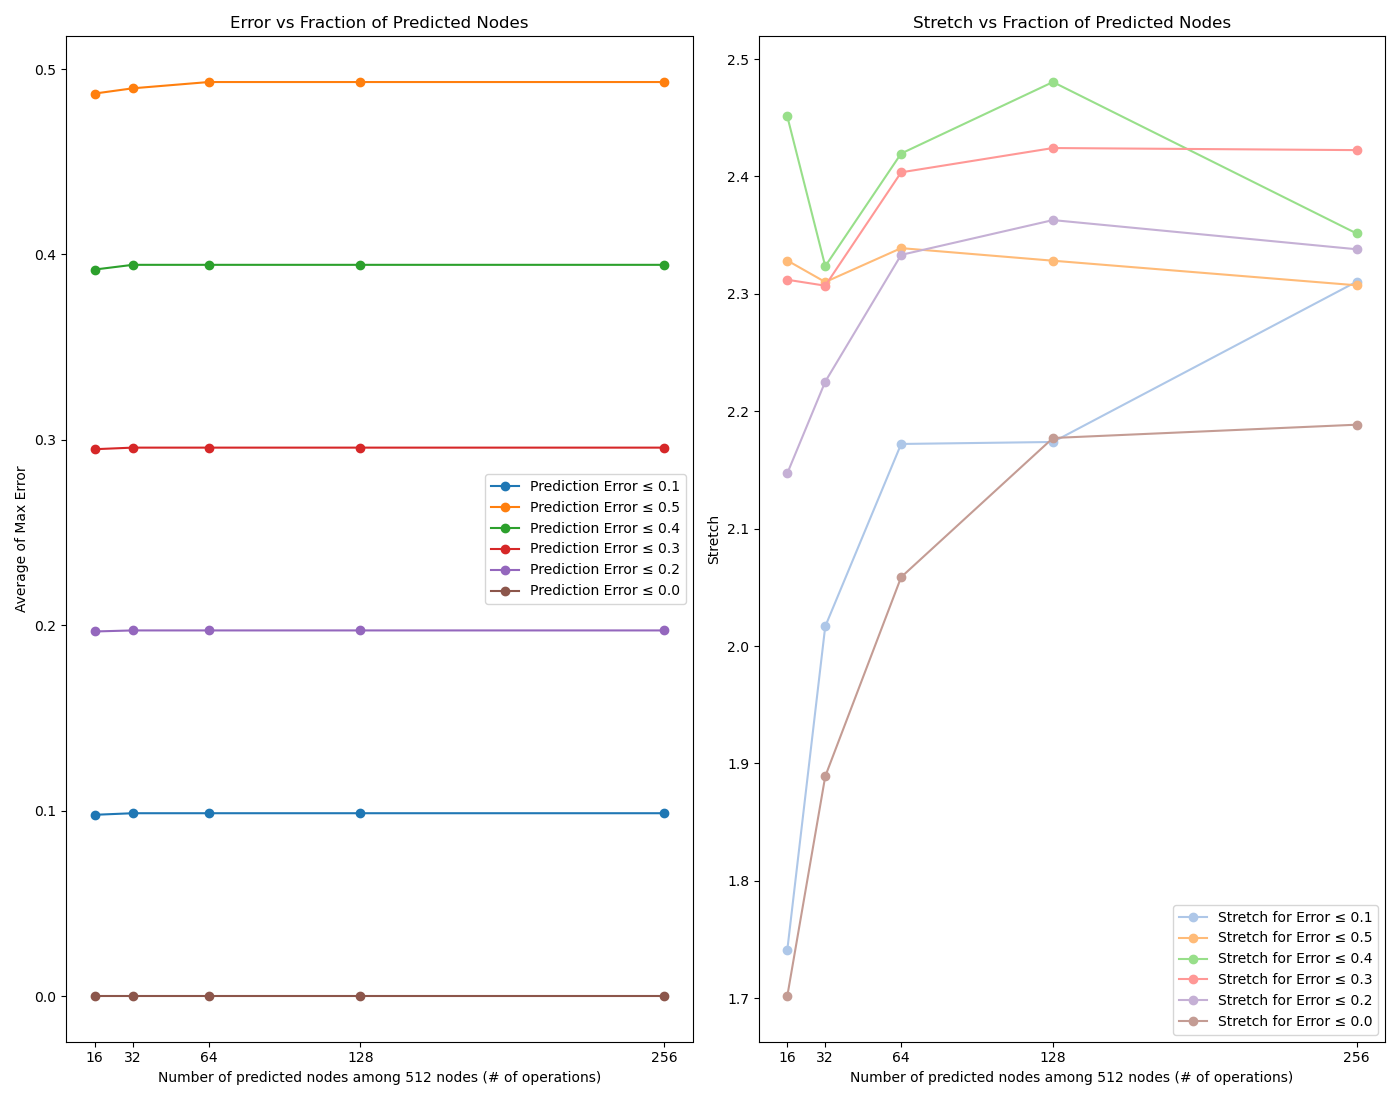 Error vs Fraction of Predicted Nodes
Average of Max Error
0.5
0.4
0.3
0.2
0.1
0.0
Prediction Error ≤ 0.1
Prediction Error ≤ 0.5
Prediction Error ≤ 0.4
Prediction Error ≤ 0.3
Prediction Error ≤ 0.2
Prediction Error ≤ 0.0
16 32 64 128 256
Number of predicted nodes among 512 nodes (# of operations)
Stretch vs Fraction of Predicted Nodes
Stretch
2.5
2.4
2.3
2.2
2.1
2.0
1.9
1.8
1.7
Stretch for Error ≤ 0.1
Stretch for Error ≤ 0.5
Stretch for Error ≤ 0.4
Stretch for Error ≤ 0.3
Stretch for Error ≤ 0.2
Stretch for Error ≤ 0.0
16 32 64 128 256
Number of predicted nodes among 512 nodes (# of operations)